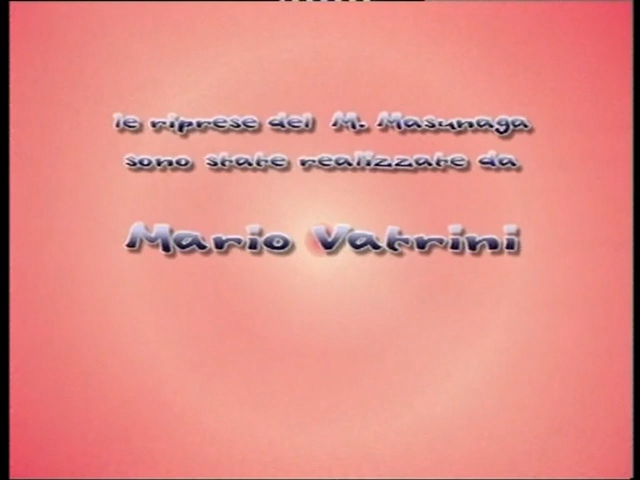 le riprese del M. Masunaga
sono state realizzate da
Mario Vatrini